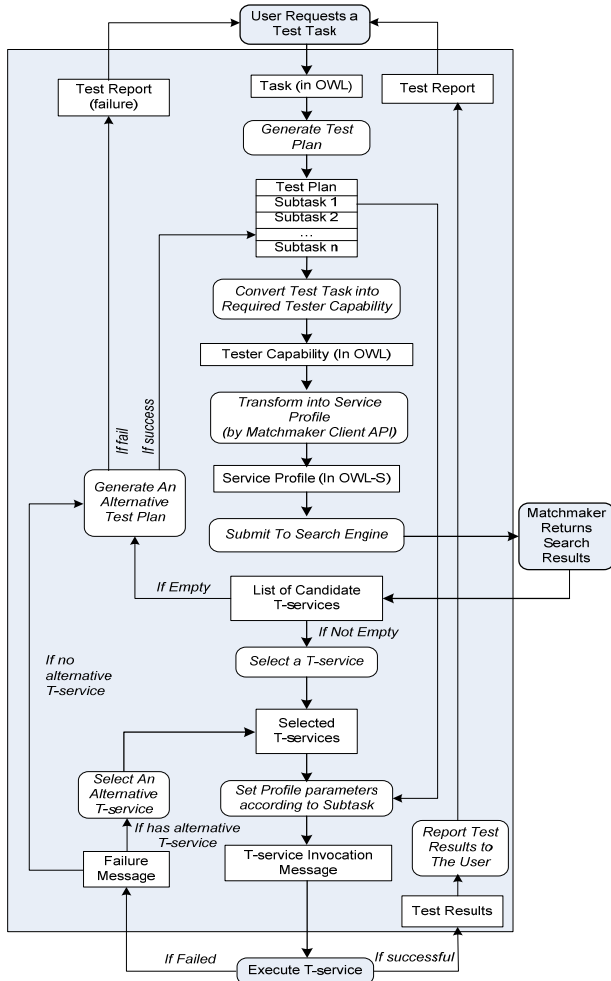 User Requests a
Test Task
Test Report
(failure)
Task (in OWL)
Test Report
Generate Test
Plan
Test Plan
Subtask 1
Subtask 2
...
Subtask n
Convert Test Task into
Required Tester Capability
Tester Capability (In OWL)
If fail
If success
Transform into Service
Profile
(by Matchmaker Client API)
Generate An
Alternative
Test Plan
Service Profile (In OWL-S)
Submit To Search Engine
Matchmaker
Returns
Search
Results
If Empty
List of Candidate
T-services
If Not Empty
If no
alternative
T-service
Select a T-service
Selected
T-services
Select An
Alternative
T-service
Set Profile parameters
according to Subtask
If has alternative
T-service
Report Test
Results to
The User
Failure
Message
T-service Invocation
Message
Test Results
If Failed
If successful
Execute T-service